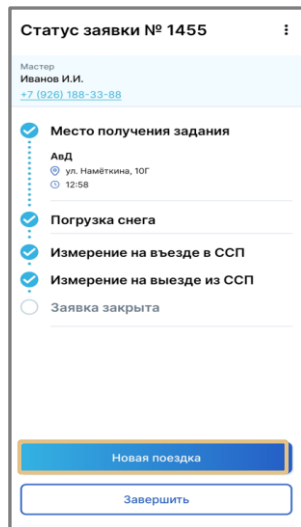 Статус заявки № 1455
Мастер
Иванов И.И.
+7 (926) 188-33-88
Место получения задания
АвД
ул. Намёткина, 10Г
12:58
Погрузка снега
Измерение на въезде в ССП
Измерение на выезде из ССП
Заявка закрыта
Новая поездка
Завершить